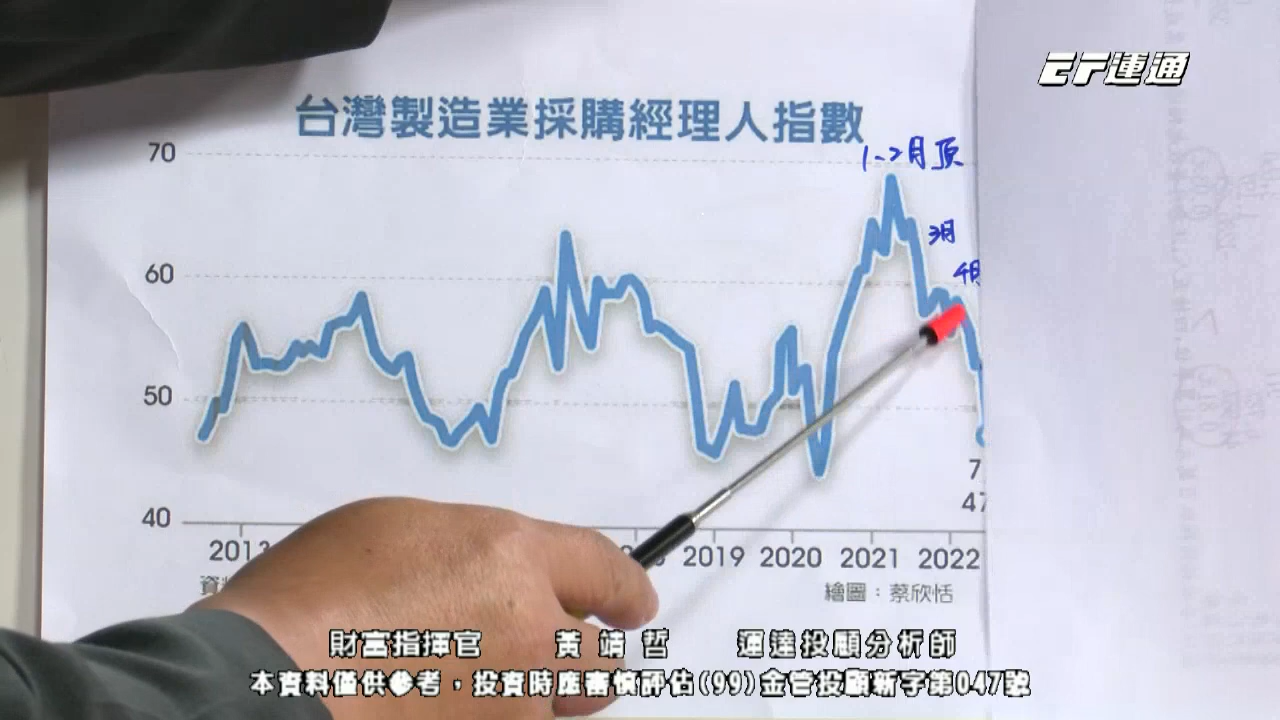 EF運通
台灣製造業採購經理人指數
70
1-2月頂
3月
4月
60
50
7
47
40
2013
2019 2020 2021 2022
資料
繪圖：蔡欣恬
財富指揮官 黃靖哲 運達投顧分析師
本資料僅供參考，投資時應審慎評估(99)金管投顧新字第047號